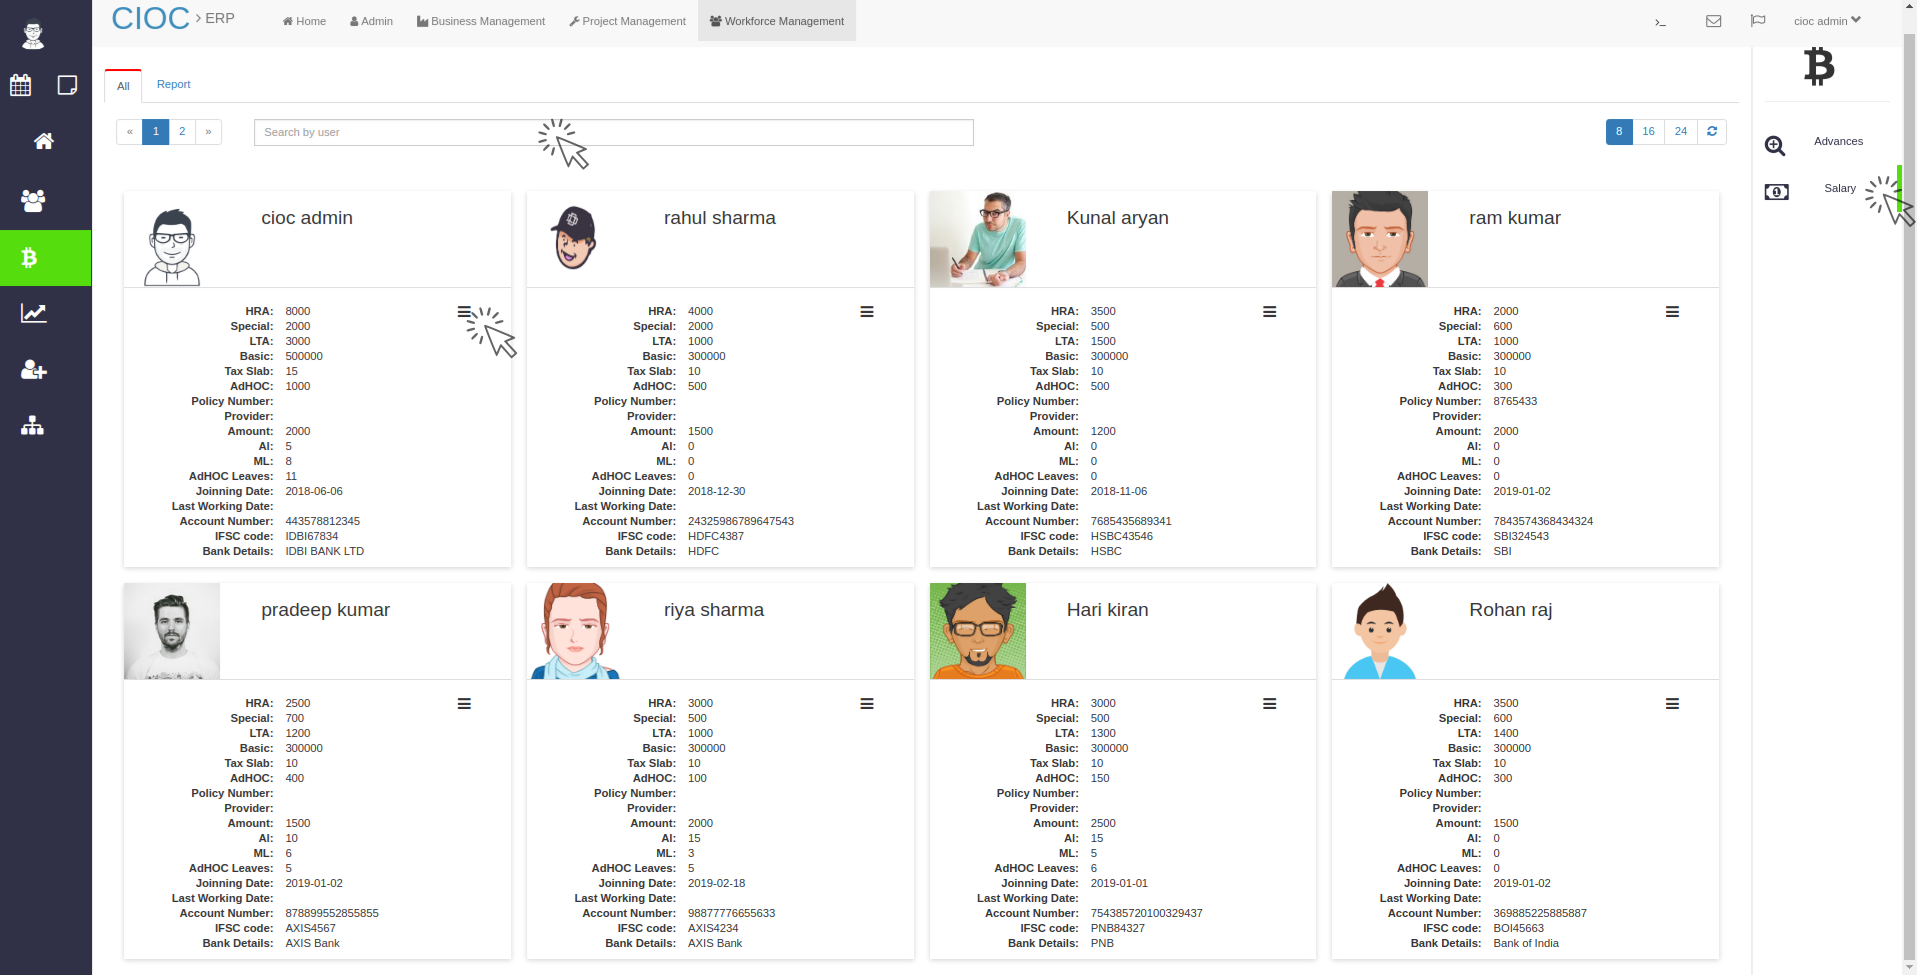 CIOC > ERP
Home
Admin
Business Management
Project Management
Workforce Management
cioc admin
All
Report
« 1 2 »
Search by user
8 16 24
Advances
Salary
cioc admin
HRA: 8000
Special: 2000
LTA: 3000
Basic: 500000
Tax Slab: 15
AdHOC: 1000
Policy Number:
Provider:
Amount: 2000
Al: 5
ML: 8
AdHOC Leaves: 11
Joinning Date: 2018-06-06
Last Working Date:
Account Number: 443578812345
IFSC code: IDBI67834
Bank Details: IDBI BANK LTD
rahul sharma
HRA: 4000
Special: 2000
LTA: 1000
Basic: 300000
Tax Slab: 10
AdHOC: 500
Policy Number:
Provider:
Amount: 1500
Al: 0
ML: 0
AdHOC Leaves: 0
Joinning Date: 2018-12-30
Last Working Date:
Account Number: 24325986789647543
IFSC code: HDFC4387
Bank Details: HDFC
Kunal aryan
HRA: 3500
Special: 500
LTA: 1500
Basic: 300000
Tax Slab: 10
AdHOC: 500
Policy Number:
Provider:
Amount: 1200
Al: 0
ML: 0
AdHOC Leaves: 0
Joinning Date: 2018-11-06
Last Working Date:
Account Number: 7685435689341
IFSC code: HSBC43546
Bank Details: HSBC
ram kumar
HRA: 2000
Special: 600
LTA: 1000
Basic: 300000
Tax Slab: 10
AdHOC: 300
Policy Number: 8765433
Provider:
Amount: 2000
Al: 0
ML: 0
AdHOC Leaves: 0
Joinning Date: 2019-01-02
Last Working Date:
Account Number: 7843574368434324
IFSC code: SBI324543
Bank Details: SBI
pradeep kumar
HRA: 2500
Special: 700
LTA: 1200
Basic: 300000
Tax Slab: 10
AdHOC: 400
Policy Number:
Provider:
Amount: 1500
Al: 10
ML: 6
AdHOC Leaves: 5
Joinning Date: 2019-01-02
Last Working Date:
Account Number: 878899552855855
IFSC code: AXIS4567
Bank Details: AXIS Bank
riya sharma
HRA: 3000
Special: 500
LTA: 1000
Basic: 300000
Tax Slab: 10
AdHOC: 100
Policy Number:
Provider:
Amount: 2000
Al: 15
ML: 3
AdHOC Leaves: 5
Joinning Date: 2019-02-18
Last Working Date:
Account Number: 98877776655633
IFSC code: AXIS4234
Bank Details: AXIS Bank
Hari kiran
HRA: 3000
Special: 500
LTA: 1300
Basic: 300000
Tax Slab: 10
AdHOC: 150
Policy Number:
Provider:
Amount: 2500
Al: 15
ML: 5
AdHOC Leaves: 6
Joinning Date: 2019-01-01
Last Working Date:
Account Number: 754385720100329437
IFSC code: PNB84327
Bank Details: PNB
Rohan raj
HRA: 3500
Special: 600
LTA: 1400
Basic: 300000
Tax Slab: 10
AdHOC: 300
Policy Number:
Provider:
Amount: 1500
Al: 0
ML: 0
AdHOC Leaves: 0
Joinning Date: 2019-01-02
Last Working Date:
Account Number: 369885225885887
IFSC code: BOI45663
Bank Details: Bank of India